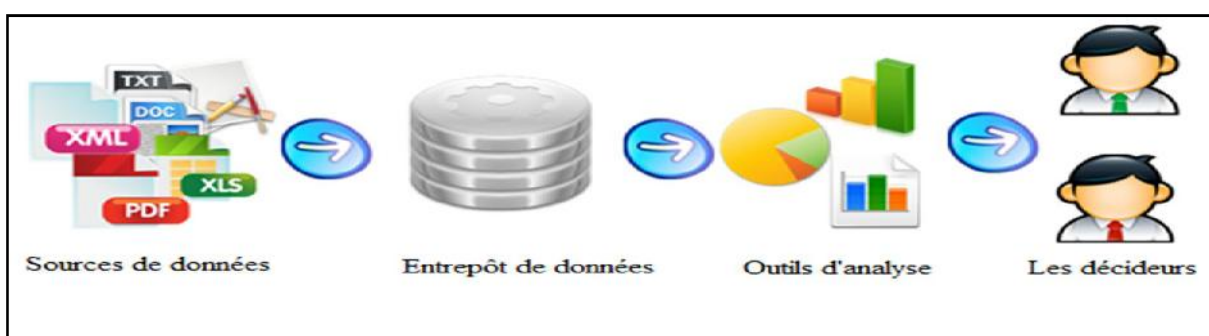 TXT
DOC
XML
XLS
PDF
Sources de données
Entrepôt de données
Outils d'analyse
Les décideurs